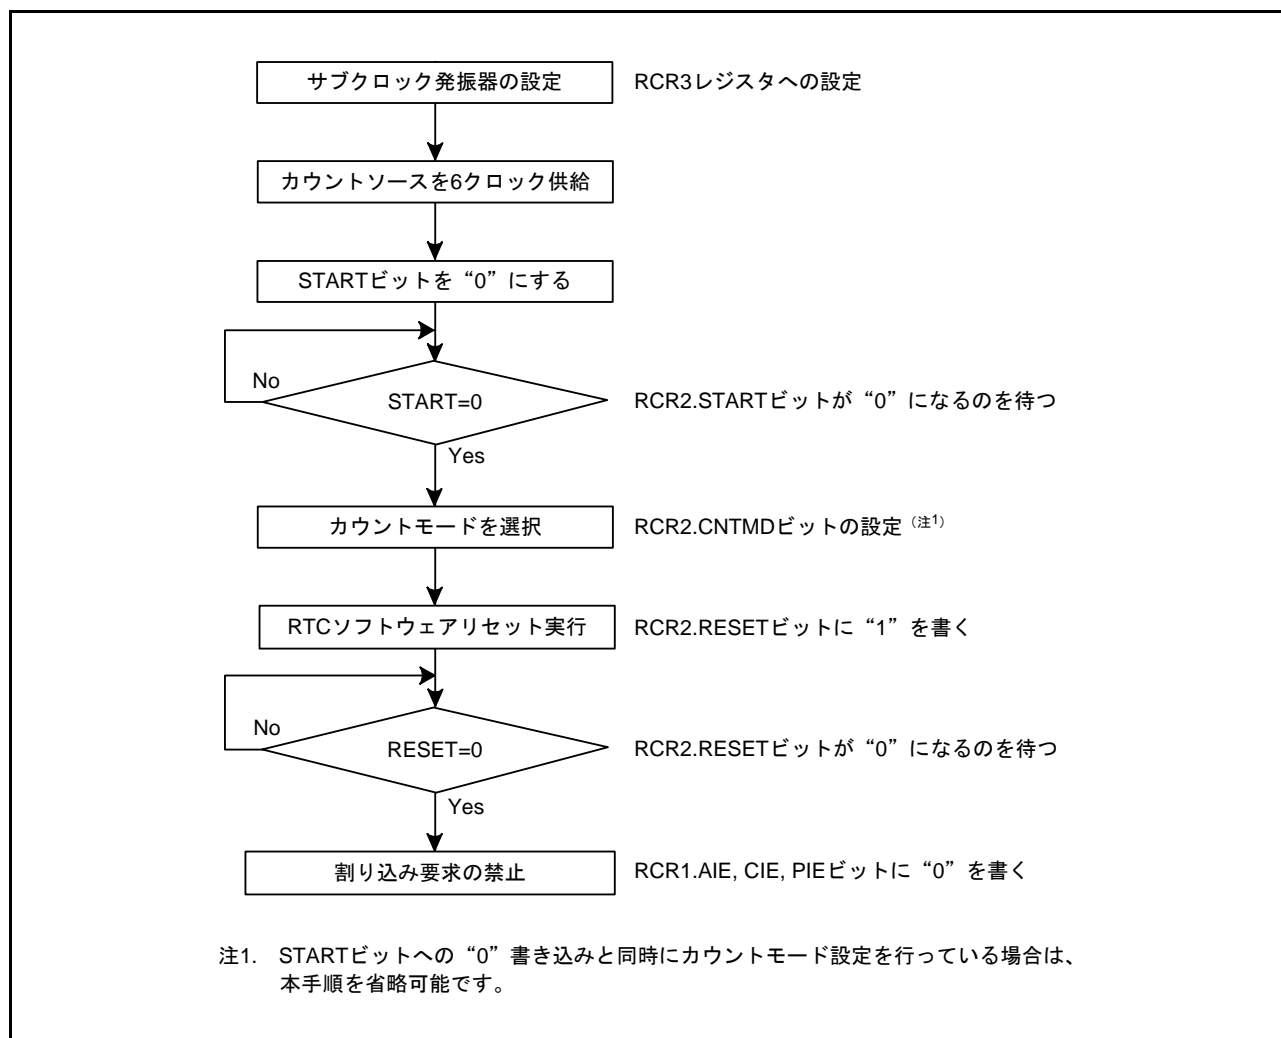 サブクロック発振器の設定 RCR3レジスタへの設定
カウントソースを6クロック供給
STARTビットを“0”にする
No
START=0 RCR2.STARTビットが“0”になるのを待つ
Yes
カウントモードを選択 RCR2.CNTMDビットの設定（注1）
RTCソフトウェアリセット実行 RCR2.RESETビットに“1”を書く
No
RESET=0 RCR2.RESETビットが“0”になるのを待つ
Yes
割り込み要求の禁止 RCR1.AIE, CIE, PIEビットに“0”を書く
注1. STARTビットへの“0”書き込みと同時にカウントモード設定を行っている場合は、
本手順を省略可能です。